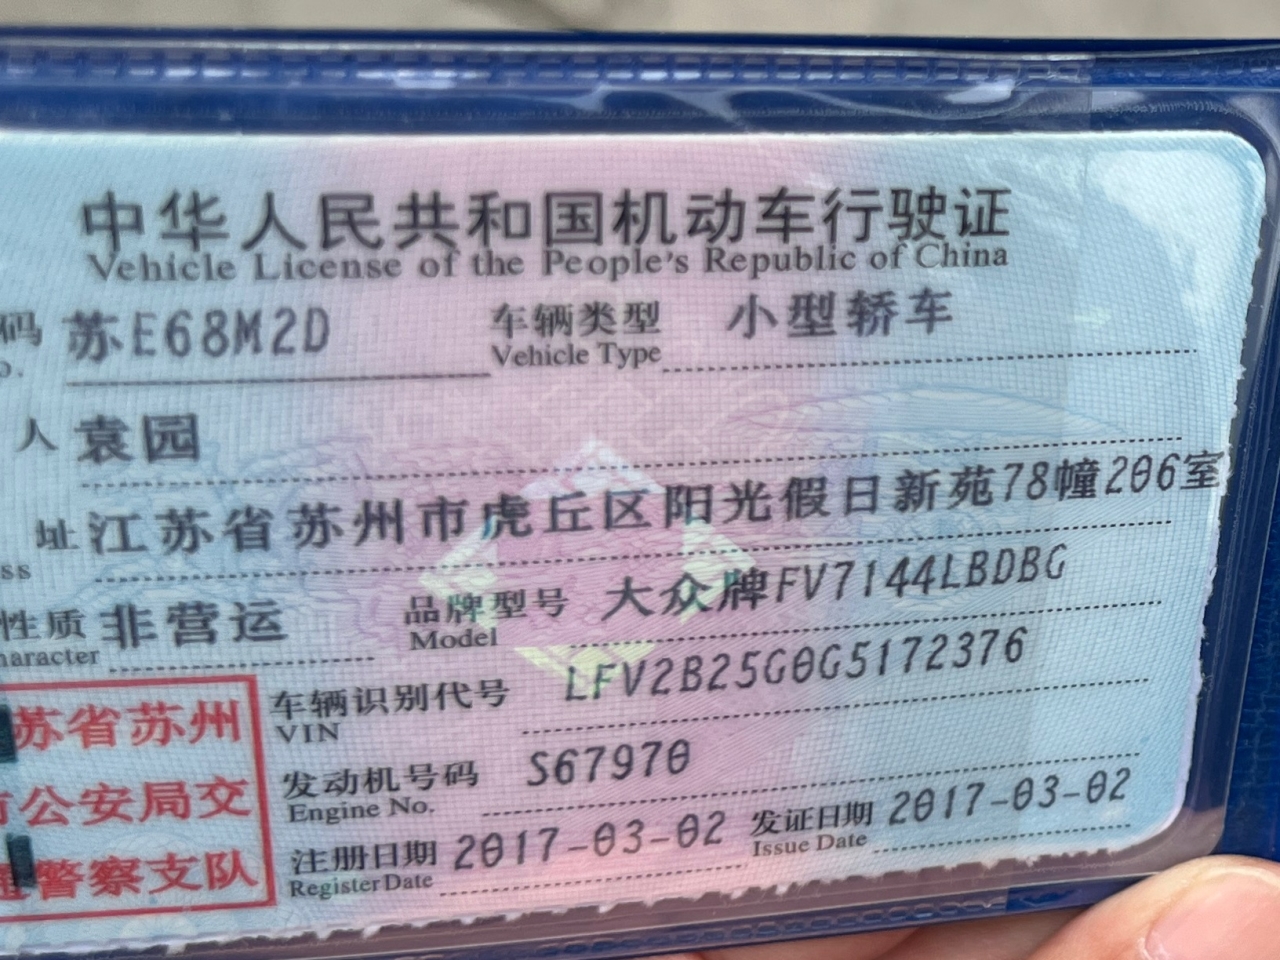 中华人民共和国机动车行驶证
Vehicle License of the People's Republic of China
码 苏E68M2D 车辆类型 小型轿车
o. Vehicle Type
人 袁园
址 江苏省苏州市虎丘区阳光假日新苑78幢206室
ss
性质 非营运 品牌型号 大众牌FV7144LBDBG
haracter Model
苏省苏州 车辆识别代号 LFV2B25G0G5172376
VIN
公安局交 发动机号码 S67970
Engine No.
警察支队 注册日期 2017-03-02 发证日期 2017-03-02
Register Date Issue Date